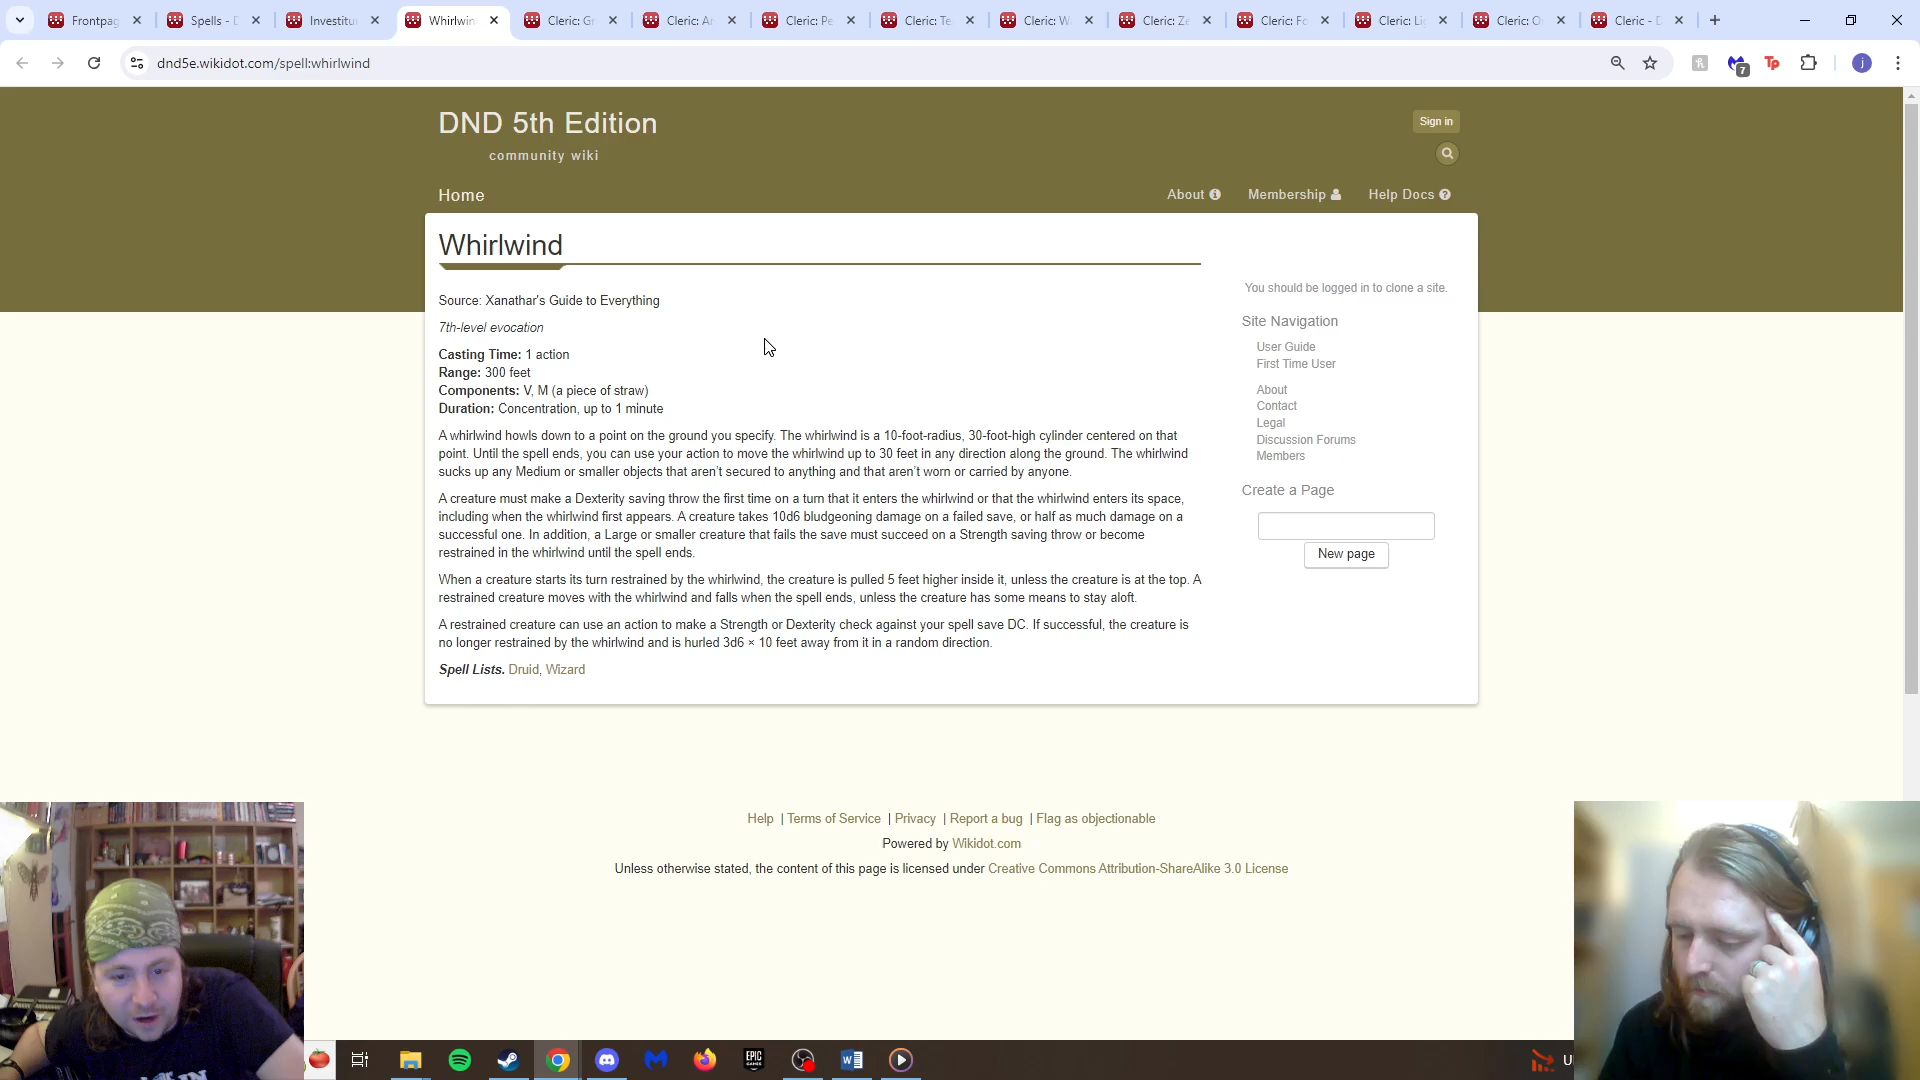 Frontpag
Spells - D
Investitur
Whirlwin
Cleric: Gr
Cleric: Ar
Cleric: Pe
Cleric: Te
Cleric: W
Cleric: Ze
Cleric: Fo
Cleric: Li
Cleric: O
Cleric - D
dnd5e.wikidot.com/spell:whirlwind
7
Tp
j
DND 5th Edition
community wiki
Sign in
Home
About
Membership
Help Docs
Whirlwind
Source: Xanathar's Guide to Everything
7th-level evocation
Casting Time: 1 action
Range: 300 feet
Components: V, M (a piece of straw)
Duration: Concentration, up to 1 minute
A whirlwind howls down to a point on the ground you specify. The whirlwind is a 10-foot-radius, 30-foot-high cylinder centered on that
point. Until the spell ends, you can use your action to move the whirlwind up to 30 feet in any direction along the ground. The whirlwind
sucks up any Medium or smaller objects that aren't secured to anything and that aren't worn or carried by anyone.
A creature must make a Dexterity saving throw the first time on a turn that it enters the whirlwind or that the whirlwind enters its space,
including when the whirlwind first appears. A creature takes 10d6 bludgeoning damage on a failed save, or half as much damage on a
successful one. In addition, a Large or smaller creature that fails the save must succeed on a Strength saving throw or become
restrained in the whirlwind until the spell ends.
When a creature starts its turn restrained by the whirlwind, the creature is pulled 5 feet higher inside it, unless the creature is at the top. A
restrained creature moves with the whirlwind and falls when the spell ends, unless the creature has some means to stay aloft.
A restrained creature can use an action to make a Strength or Dexterity check against your spell save DC. If successful, the creature is
no longer restrained by the whirlwind and is hurled 3d6 × 10 feet away from it in a random direction.
Spell Lists. Druid, Wizard
You should be logged in to clone a site.
Site Navigation
User Guide
First Time User
About
Contact
Legal
Discussion Forums
Members
Create a Page
New page
Help | Terms of Service | Privacy | Report a bug | Flag as objectionable
Powered by Wikidot.com
Unless otherwise stated, the content of this page is licensed under Creative Commons Attribution-ShareAlike 3.0 License
EPIC
GAMES
W
U